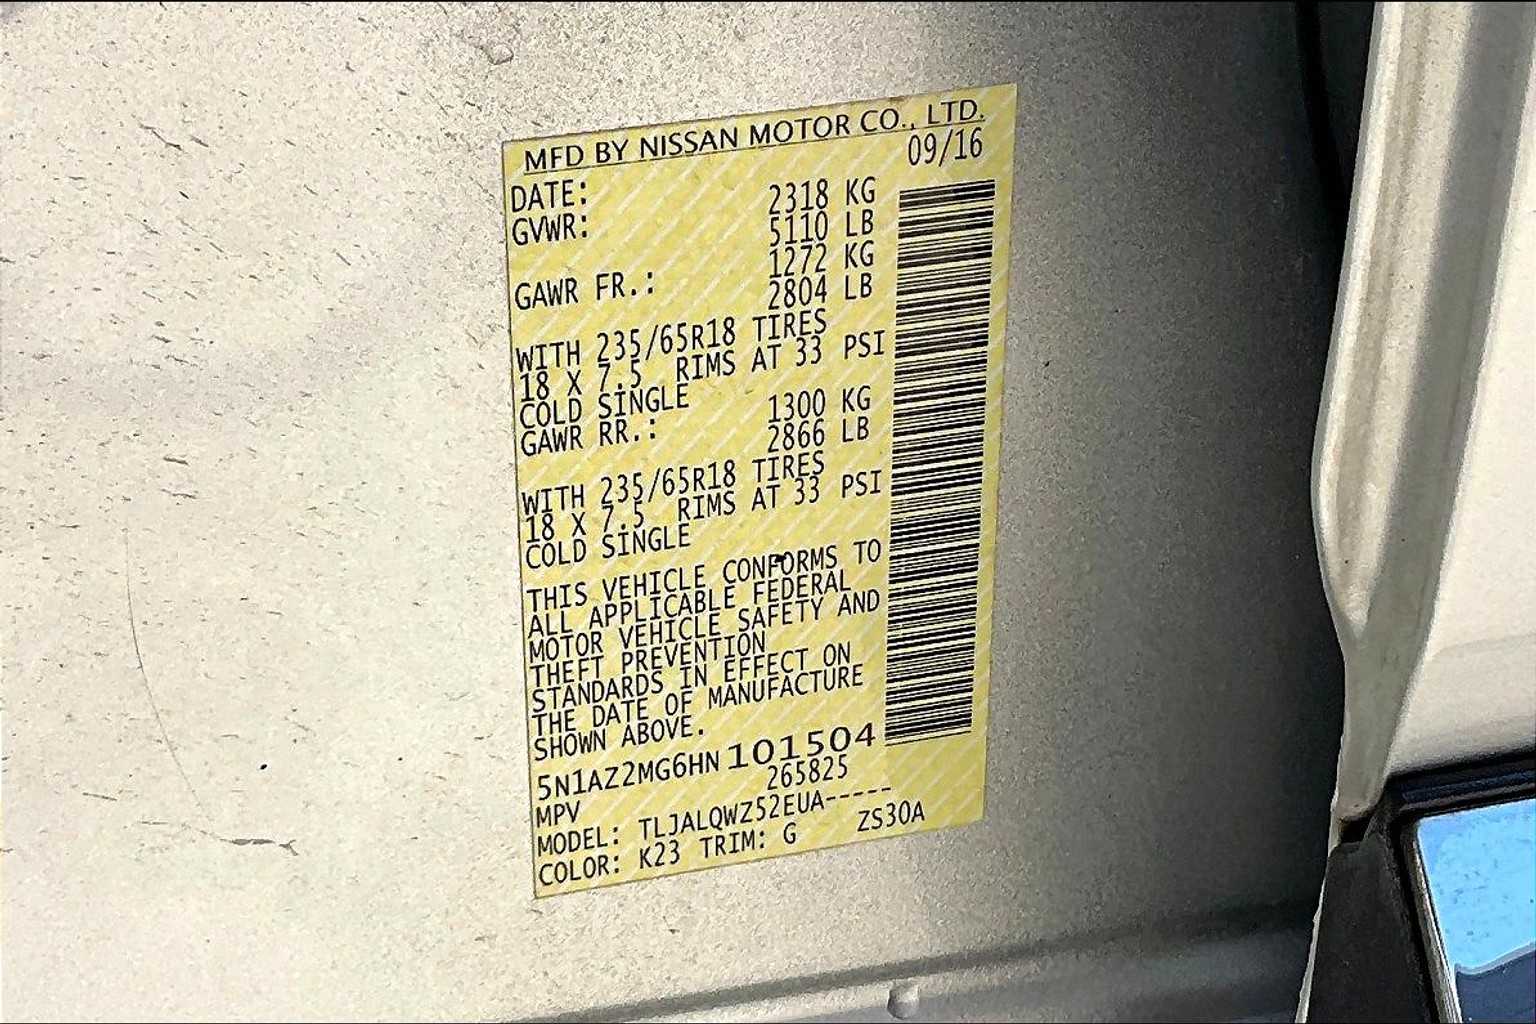 MFD BY NISSAN MOTOR CO., LTD.
DATE: 09/16
GVWR: 2318 KG
5110 LB
GAWR FR.: 1272 KG
2804 LB
WITH 235/65R18 TIRES
18 X 7.5 RIMS AT 33 PSI
COLD SINGLE
GAWR RR.: 1300 KG
2866 LB
WITH 235/65R18 TIRES
18 X 7.5 RIMS AT 33 PSI
COLD SINGLE
THIS VEHICLE CONFORMS TO
ALL APPLICABLE FEDERAL
MOTOR VEHICLE SAFETY AND
THEFT PREVENTION
STANDARDS IN EFFECT ON
THE DATE OF MANUFACTURE
SHOWN ABOVE.
5N1AZ2MG6HN101504
MPV 265825
MODEL: TLJALQWZ52EUA-----
COLOR: K23 TRIM: G ZS30A